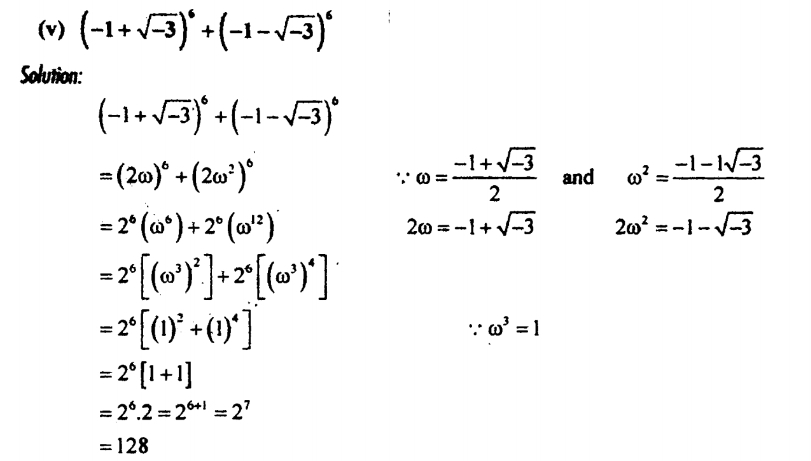 (v) (−1+√−3)⁶ + (−1−√−3)⁶
Solution:
(−1+√−3)⁶ + (−1−√−3)⁶
=(2ω)⁶ + (2ω²)⁶ ∵ ω = (−1+√−3)/2 and ω² = (−1−1√−3)/2
=2⁶(ω⁶)+2⁶(ω¹²) 2ω = −1+√−3 2ω² = −1−√−3
=2⁶[(ω³)²]+2⁶[(ω³)⁴]
=2⁶[(1)²+(1)⁴] ∵ ω³ = 1
=2⁶[1+1]
=2⁶.2 = 2⁶⁺¹ = 2⁷
=128